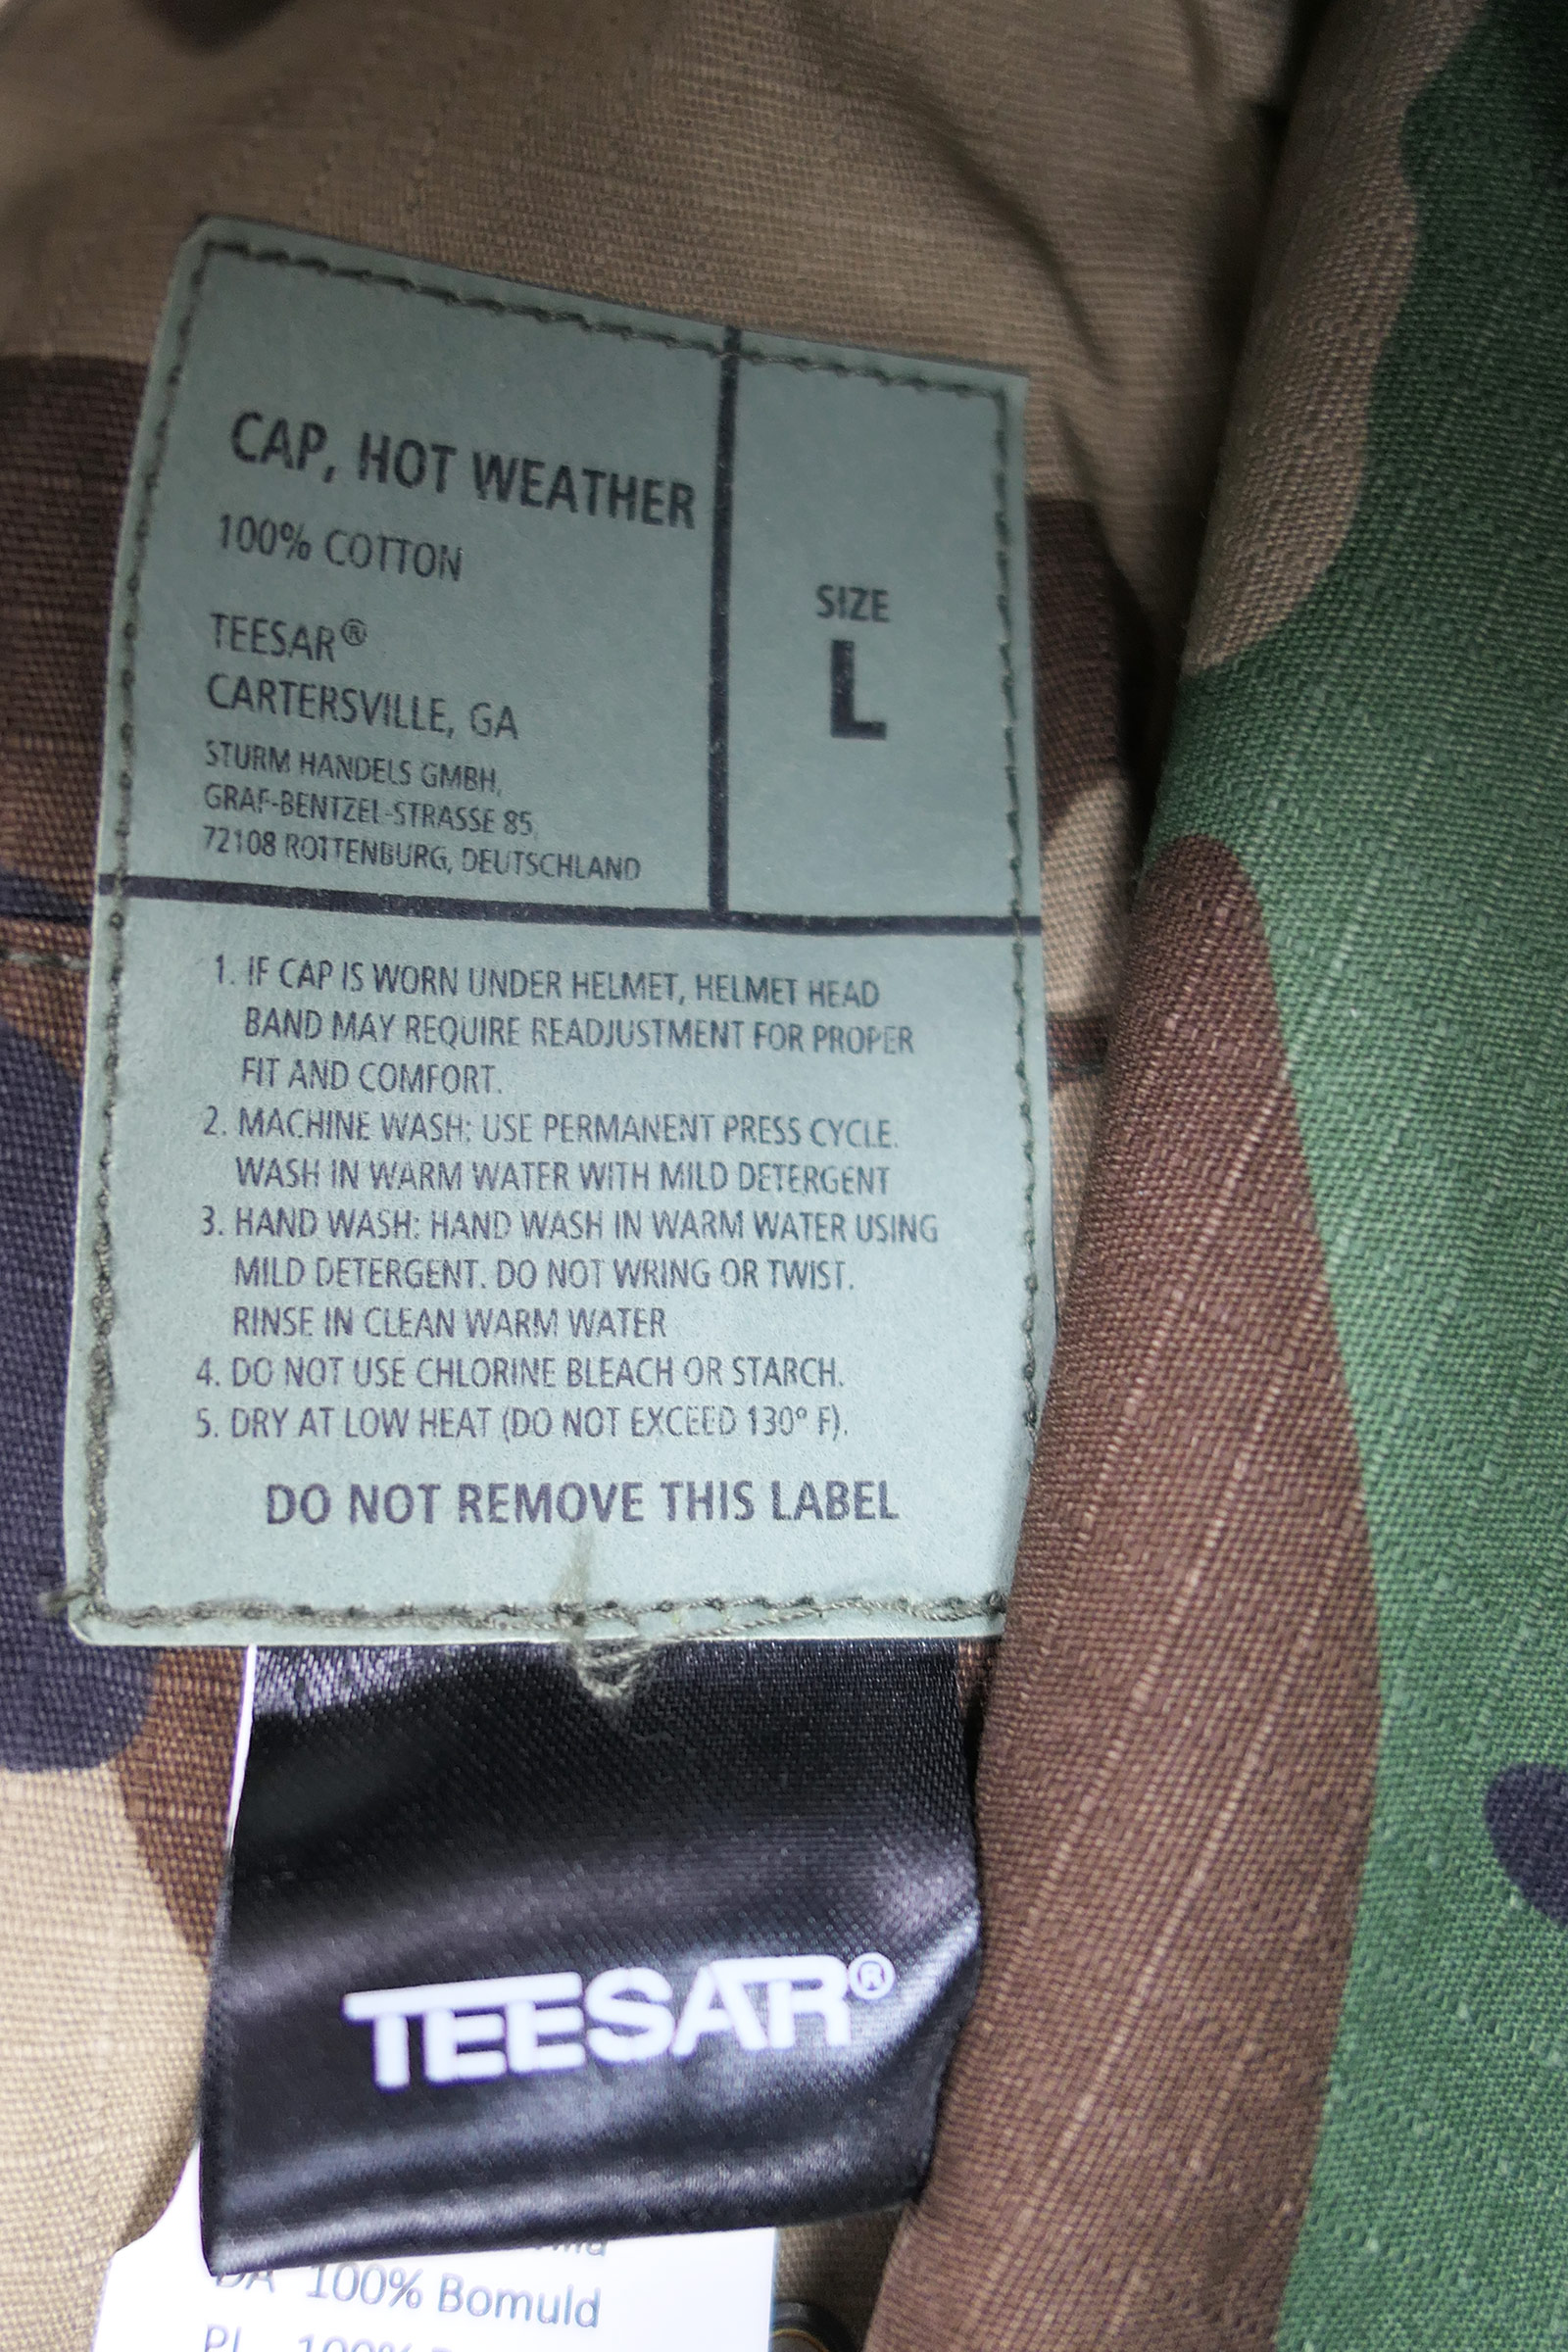 CAP, HOT WEATHER
100% COTTON
TEESAR®
CARTERSVILLE, GA
STURM HANDELS GMBH,
GRAF-BENTZEL-STRASSE 85,
72108 ROTTENBURG, DEUTSCHLAND
SIZE
L
1. IF CAP IS WORN UNDER HELMET, HELMET HEAD
BAND MAY REQUIRE READJUSTMENT FOR PROPER
FIT AND COMFORT.
2. MACHINE WASH: USE PERMANENT PRESS CYCLE.
WASH IN WARM WATER WITH MILD DETERGENT
3. HAND WASH: HAND WASH IN WARM WATER USING
MILD DETERGENT. DO NOT WRING OR TWIST.
RINSE IN CLEAN WARM WATER
4. DO NOT USE CHLORINE BLEACH OR STARCH.
5. DRY AT LOW HEAT (DO NOT EXCEED 130° F).
DO NOT REMOVE THIS LABEL
TEESAR®
DA 100% Bomuld
PL 100%